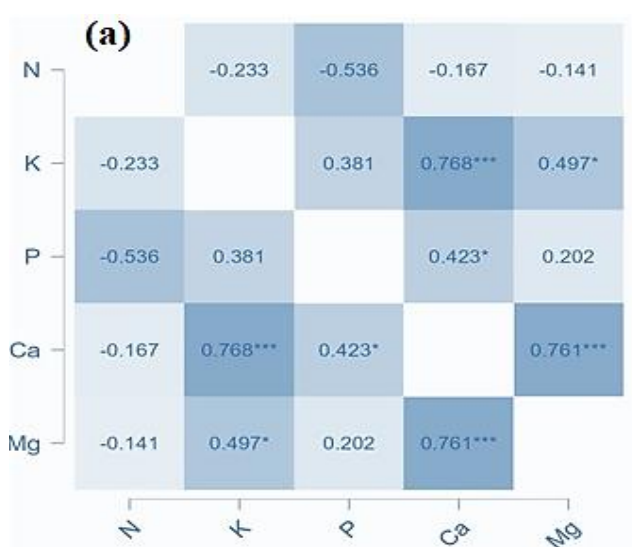 (a)
N -0.233 -0.536 -0.167 -0.141
K -0.233 0.381 0.768*** 0.497*
P -0.536 0.381 0.423* 0.202
Ca -0.167 0.768*** 0.423* 0.761***
Mg -0.141 0.497* 0.202 0.761***
N K P Ca Mg